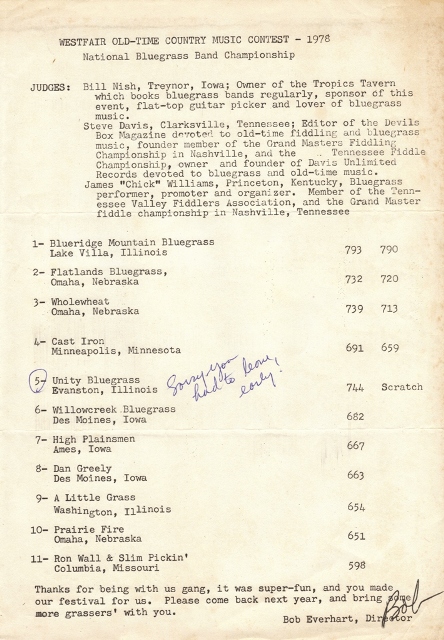 WESTFAIR OLD-TIME COUNTRY MUSIC CONTEST - 1978
National Bluegrass Band Championship
JUDGES: Bill Nish, Treynor, Iowa; Owner of the Tropics Tavern
which books bluegrass bands regularly, sponsor of this
event, flat-top guitar picker and lover of bluegrass
music.
Steve Davis, Clarksville, Tennessee; Editor of the Devils
Box Magazine devoted to old-time fiddling and bluegrass
music, founder member of the Grand Masters Fiddling
Championship in Nashville, and the Tennessee Fiddle
Championship, owner and founder of Davis Unlimited
Records devoted to bluegrass and old-time music.
James "Chick" Williams, Princeton, Kentucky, Bluegrass
performer, promoter and organizer. Member of the Tenn-
essee Valley Fiddlers Association, and the Grand Master
fiddle championship in Nashville, Tennessee
1- Blueridge Mountain Bluegrass
Lake Villa, Illinois 793 790
2- Flatlands Bluegrass,
Omaha, Nebraska 732 720
3- Wholewheat
Omaha, Nebraska 739 713
4- Cast Iron
Minneapolis, Minnesota 691 659
5- Unity Bluegrass
Evanston, Illinois 744 Scratch
Sorry you
had to leave,
early!
6- Willowcreek Bluegrass
Des Moines, Iowa 682
7- High Plainsmen
Ames, Iowa 667
8- Dan Greely
Des Moines, Iowa 663
9- A Little Grass
Washington, Illinois 654
10- Prairie Fire
Omaha, Nebraska 651
11- Ron Wall & Slim Pickin'
Columbia, Missouri 598
Thanks for being with us gang, it was super-fun, and you made
our festival for us. Please come back next year, and bring some
more grassers' with you.
Bob
Bob Everhart, Director